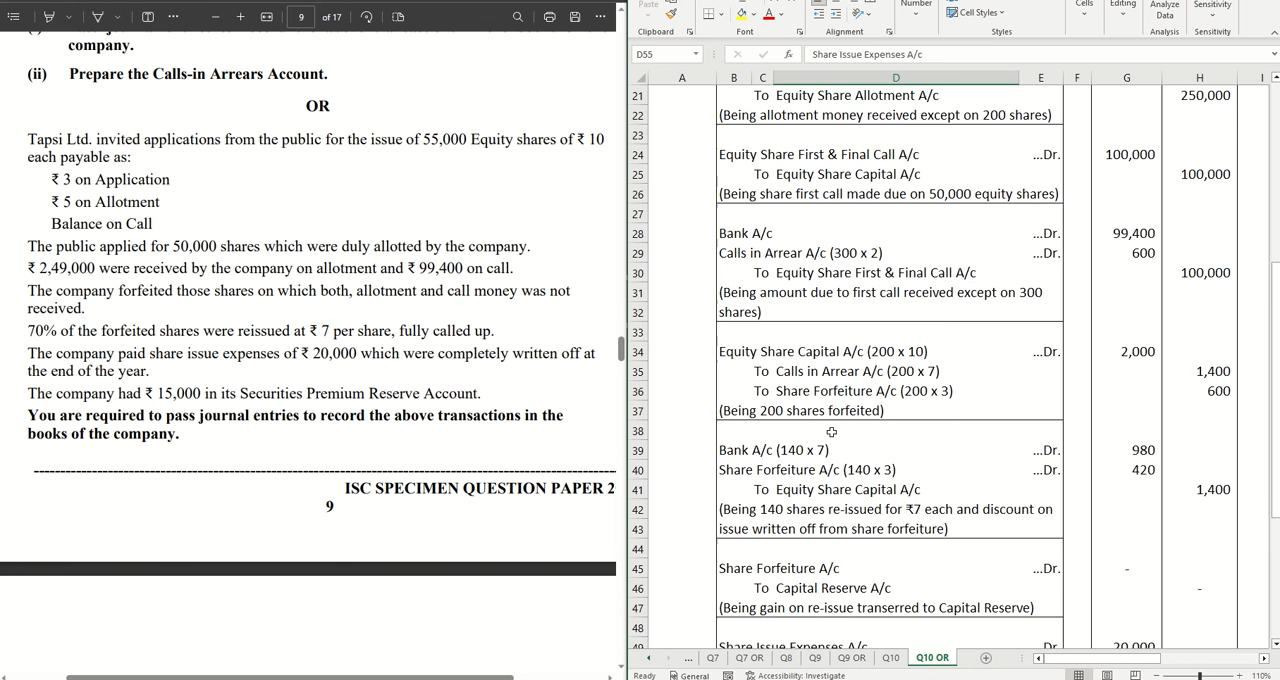 9 of 17
company.
(ii) Prepare the Calls-in Arrears Account.
OR
Tapsi Ltd. invited applications from the public for the issue of 55,000 Equity shares of ₹ 10
each payable as:
₹ 3 on Application
₹ 5 on Allotment
Balance on Call
The public applied for 50,000 shares which were duly allotted by the company.
₹ 2,49,000 were received by the company on allotment and ₹ 99,400 on call.
The company forfeited those shares on which both, allotment and call money was not
received.
70% of the forfeited shares were reissued at ₹ 7 per share, fully called up.
The company paid share issue expenses of ₹ 20,000 which were completely written off at
the end of the year.
The company had ₹ 15,000 in its Securities Premium Reserve Account.
You are required to pass journal entries to record the above transactions in the
books of the company.
ISC SPECIMEN QUESTION PAPER 2
9
Paste
Number
Cell Styles
Cells
Editing
Analyze
Data
Sensitivity
Clipboard
Font
Alignment
Styles
Analysis
Sensitivity
D55
fx
Share Issue Expenses A/c
A B C D E F G H I
21 To Equity Share Allotment A/c 250,000
22 (Being allotment money received except on 200 shares)
23
24 Equity Share First & Final Call A/c ...Dr. 100,000
25 To Equity Share Capital A/c 100,000
26 (Being share first call made due on 50,000 equity shares)
27
28 Bank A/c ...Dr. 99,400
29 Calls in Arrear A/c (300 x 2) ...Dr. 600
30 To Equity Share First & Final Call A/c 100,000
31 (Being amount due to first call received except on 300
32 shares)
33
34 Equity Share Capital A/c (200 x 10) ...Dr. 2,000
35 To Calls in Arrear A/c (200 x 7) 1,400
36 To Share Forfeiture A/c (200 x 3) 600
37 (Being 200 shares forfeited)
38
39 Bank A/c (140 x 7) ...Dr. 980
40 Share Forfeiture A/c (140 x 3) ...Dr. 420
41 To Equity Share Capital A/c 1,400
42 (Being 140 shares re-issued for ₹7 each and discount on
43 issue written off from share forfeiture)
44
45 Share Forfeiture A/c ...Dr. -
46 To Capital Reserve A/c -
47 (Being gain on re-issue transerred to Capital Reserve)
48
49 Share Issue Expenses A/c Dr 20,000
... Q7 Q7 OR Q8 Q9 Q9 OR Q10 Q10 OR
Ready General Accessibility: Investigate 110%